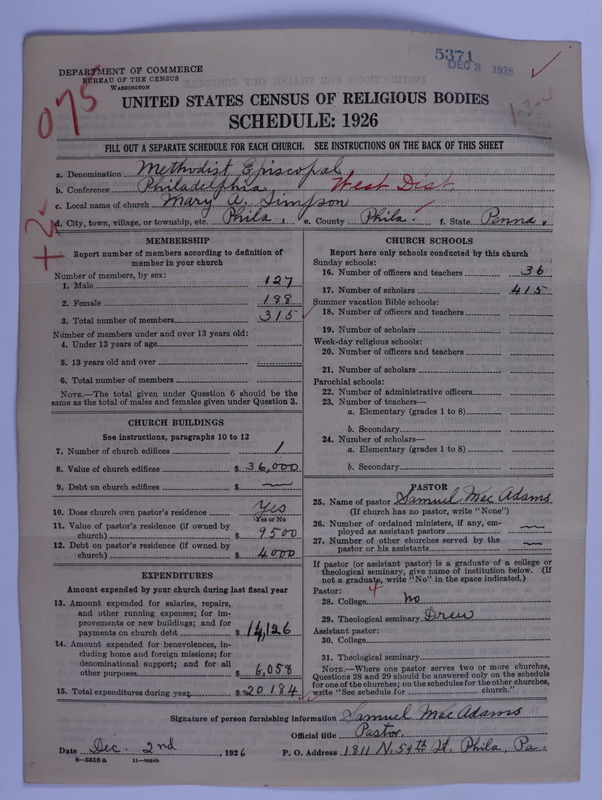 5371
DEC 3 1926
DEPARTMENT OF COMMERCE
BUREAU OF THE CENSUS
WASHINGTON
075
UNITED STATES CENSUS OF RELIGIOUS BODIES
SCHEDULE: 1926
FILL OUT A SEPARATE SCHEDULE FOR EACH CHURCH. SEE INSTRUCTIONS ON THE BACK OF THIS SHEET
a. Denomination Methodist Episcopal
b. Conference Philadelphia West Dist.
c. Local name of church Mary A. Simpson
d. City, town, village, or township, etc. Phila, e. County Phila. f. State Penna.
MEMBERSHIP
Report number of members according to definition of
member in your church
Number of members, by sex:
1. Male 127
2. Female 188
3. Total number of members 315
Number of members under and over 13 years old:
4. Under 13 years of age
5. 13 years old and over
6. Total number of members
NOTE.—The total given under Question 6 should be the
same as the total of males and females given under Question 3.
CHURCH BUILDINGS
See instructions, paragraphs 10 to 12
7. Number of church edifices 1
8. Value of church edifices $ 36,000
9. Debt on church edifices $ —
10. Does church own pastor's residence Yes
Yes or No
11. Value of pastor's residence (if owned by
church) $ 9500
12. Debt on pastor's residence (if owned by
church) $ 4000
EXPENDITURES
Amount expended by your church during last fiscal year
13. Amount expended for salaries, repairs,
and other running expenses; for im-
provements or new buildings; and for
payments on church debt $ 14,126
14. Amount expended for benevolences, in-
cluding home and foreign missions; for
denominational support; and for all
other purposes $ 6,058
15. Total expenditures during year $ 20184
CHURCH SCHOOLS
Report here only schools conducted by this church
Sunday schools:
16. Number of officers and teachers 36
17. Number of scholars 415
Summer vacation Bible schools:
18. Number of officers and teachers
19. Number of scholars
Week-day religious schools:
20. Number of officers and teachers
21. Number of scholars
Parochial schools:
22. Number of administrative officers
23. Number of teachers—
a. Elementary (grades 1 to 8)
b. Secondary
24. Number of scholars—
a. Elementary (grades 1 to 8)
b. Secondary
PASTOR
25. Name of pastor Samuel Mac Adams
(If church has no pastor, write "None")
26. Number of ordained ministers, if any, em-
ployed as assistant pastors —
27. Number of other churches served by the
pastor or his assistants —
If pastor (or assistant pastor) is a graduate of a college or
theological seminary, give name of institution below. (If
not a graduate, write "No" in the space indicated.)
Pastor: 4
28. College no
29. Theological seminary Drew
Assistant pastor:
30. College
31. Theological seminary
NOTE.—Where one pastor serves two or more churches,
Questions 28 and 29 should be answered only on the schedule
for one of the churches; on the schedules for the other churches,
write "See schedule for church."
Signature of person furnishing information Samuel Mac Adams
Official title Pastor
Date Dec. 2nd, 1926 P. O. Address 1811 N. 59th St. Phila, Pa.
8—5518 a